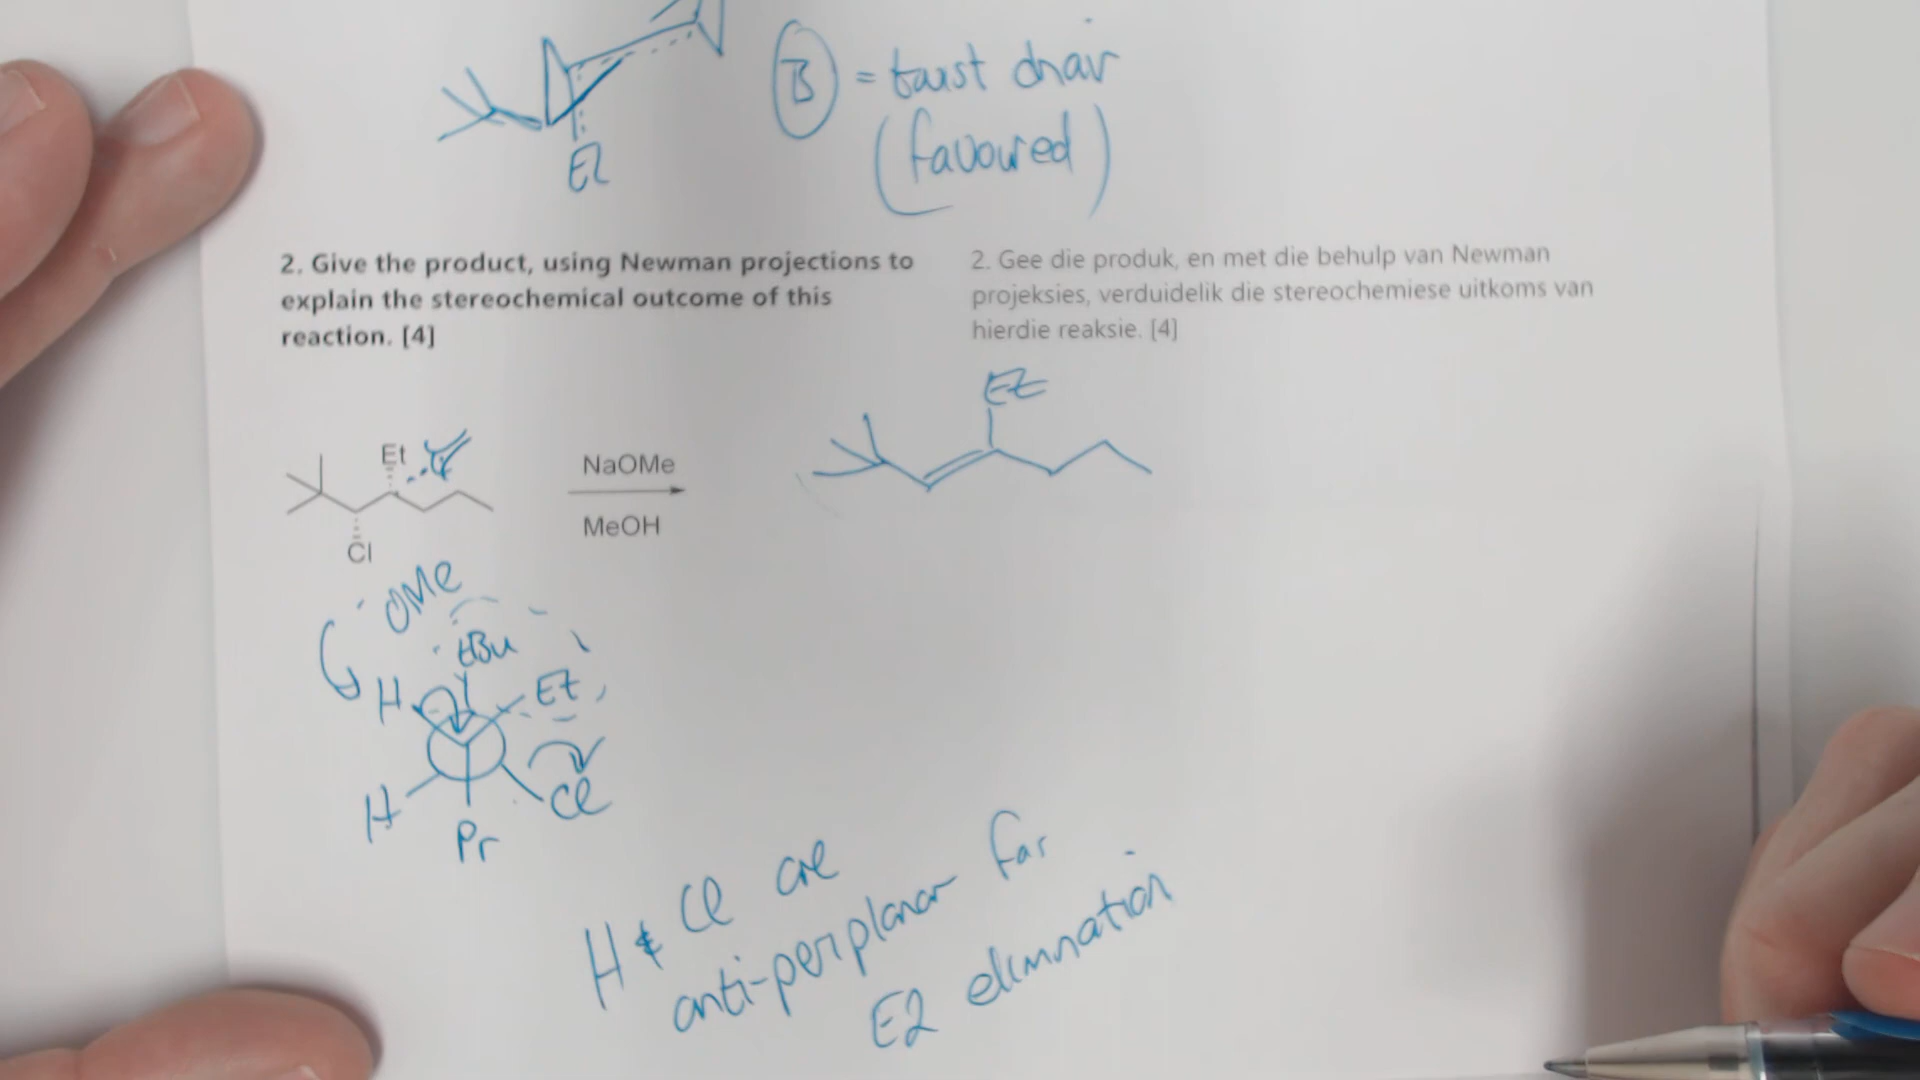 B = twist chair
(favoured)
El
2. Give the product, using Newman projections to
explain the stereochemical outcome of this
reaction. [4]
2. Gee die produk, en met die behulp van Newman
projeksies, verduidelik die stereochemiese uitkoms van
hierdie reaksie. [4]
Et
Cl
NaOMe
MeOH
Et
OMe
tBu
H
Et
H
Cl
Pr
H & Cl are
anti-periplanar for
E2 elimination